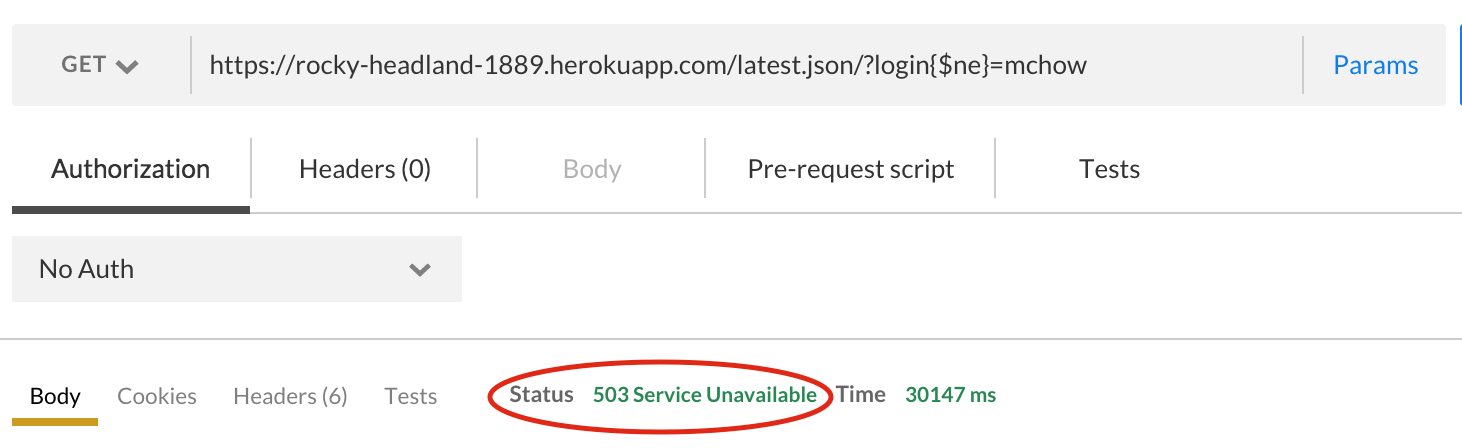 GET https://rocky-headland-1889.herokuapp.com/latest.json/?login{$ne}=mchow Params
Authorization Headers (0) Body Pre-request script Tests
No Auth
Body Cookies Headers (6) Tests Status 503 Service Unavailable Time 30147 ms